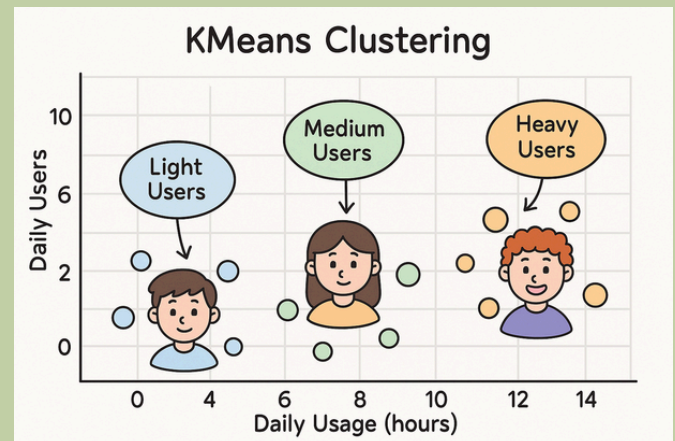 KMeans Clustering
Light
Users
Medium
Users
Heavy
Users
Daily Users
10
6
2
0
0 4 6 8 10 12 14
Daily Usage (hours)